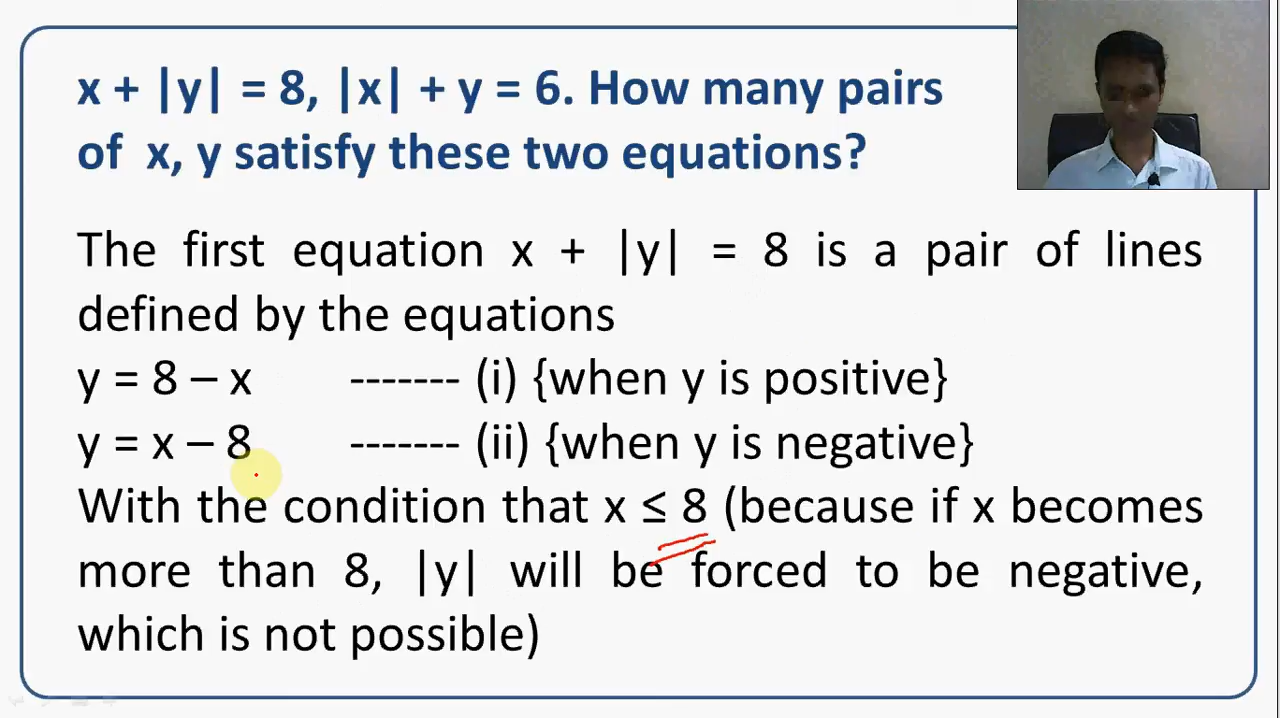 x + |y| = 8, |x| + y = 6. How many pairs
of x, y satisfy these two equations?
The first equation x + |y| = 8 is a pair of lines
defined by the equations
y = 8 – x ------- (i) {when y is positive}
y = x – 8 ------- (ii) {when y is negative}
With the condition that x ≤ 8 (because if x becomes
more than 8, |y| will be forced to be negative,
which is not possible)